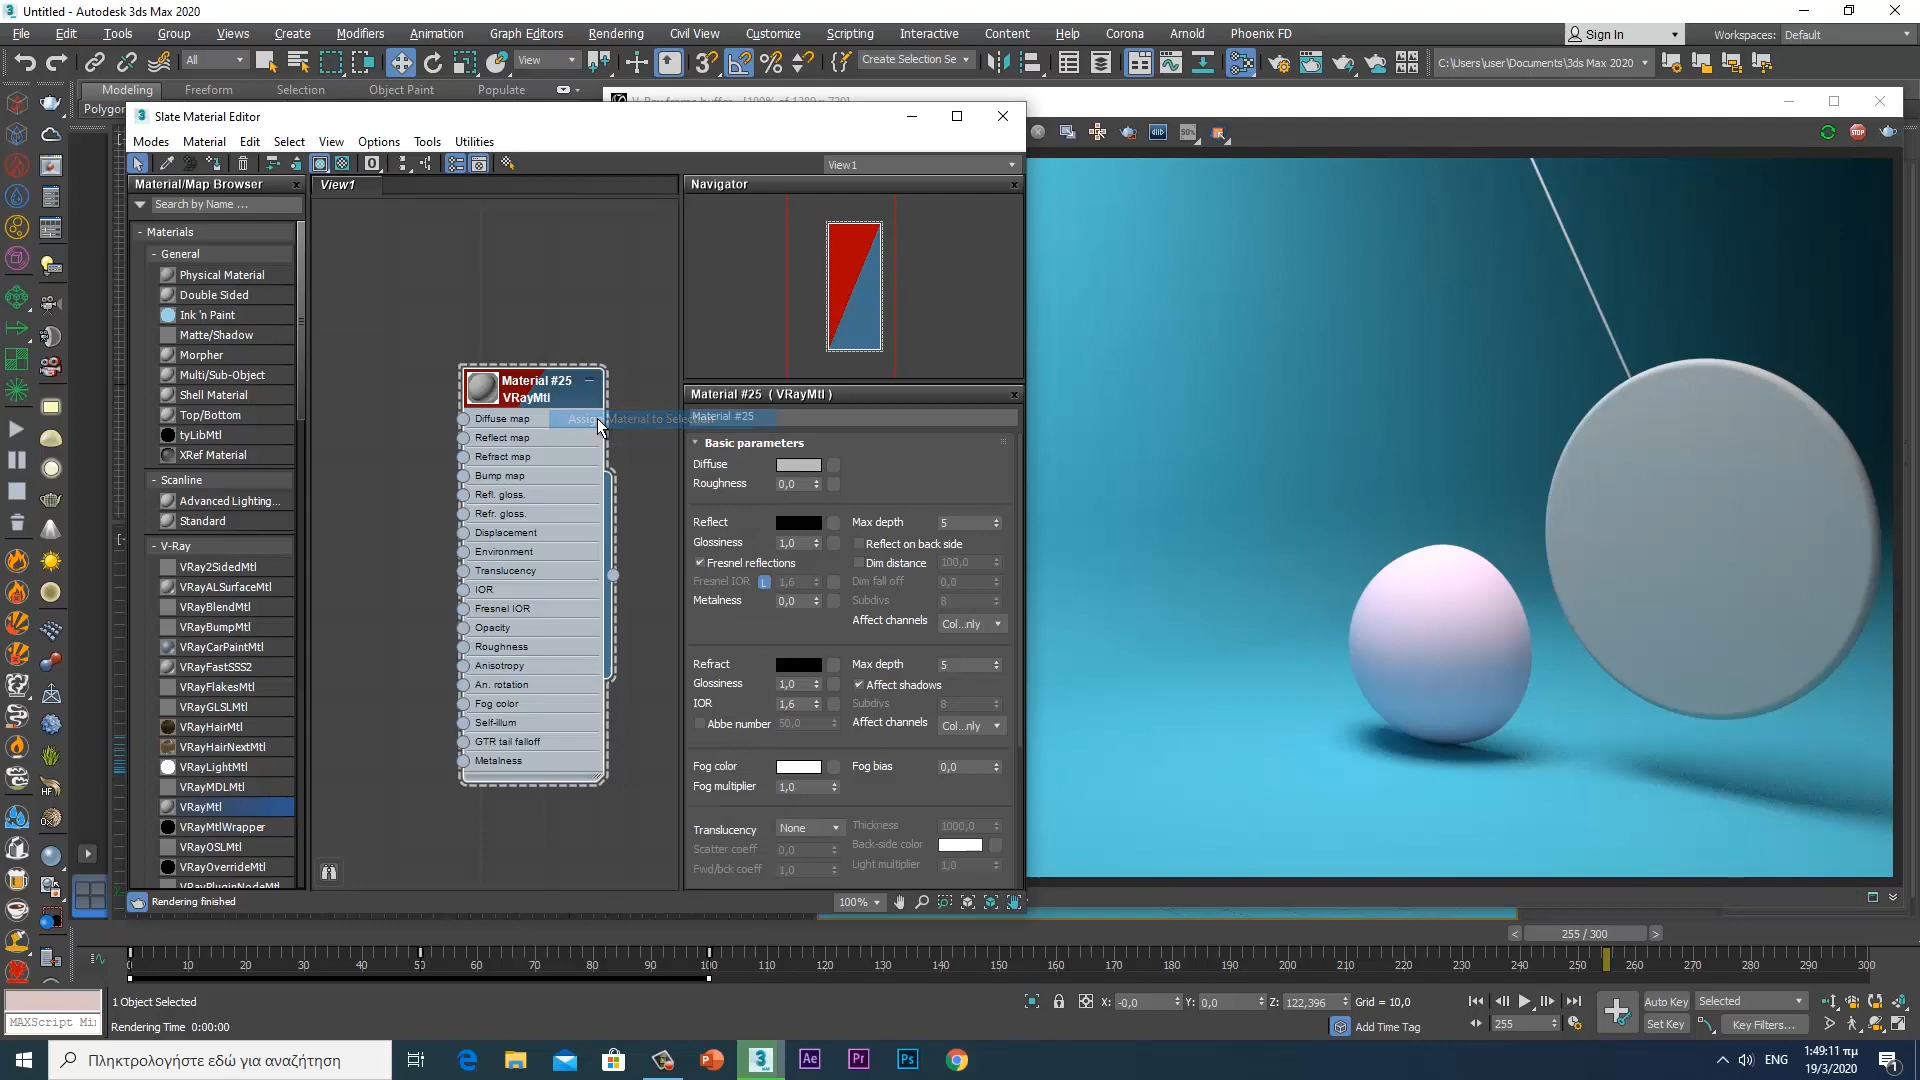 Untitled - Autodesk 3ds Max 2020
File Edit Tools Group Views Create Modifiers Animation Graph Editors Rendering Civil View Customize Scripting Interactive Content Help Corona Arnold Phoenix FD
Sign In
Workspaces: Default
All
View
Create Selection Se
C:\Users\user\Documents\3ds Max 2020
Modeling Freeform Selection Object Paint Populate
Polygon
Slate Material Editor
Modes Material Edit Select View Options Tools Utilities
View1
Material/Map Browser
View1
Navigator
Search by Name ...
- Materials
- General
Physical Material
Double Sided
Ink 'n Paint
Matte/Shadow
Morpher
Multi/Sub-Object
Shell Material
Top/Bottom
tyLibMtl
XRef Material
- Scanline
Advanced Lighting...
Standard
- V-Ray
VRay2SidedMtl
VRayALSurfaceMtl
VRayBlendMtl
VRayBumpMtl
VRayCarPaintMtl
VRayFastSSS2
VRayFlakesMtl
VRayGLSLMtl
VRayHairMtl
VRayHairNextMtl
VRayLightMtl
VRayMDLMtl
VRayMtl
VRayMtlWrapper
VRayOSLMtl
VRayOverrideMtl
VRayPluginNodeMtl
Material #25
VRayMtl
Diffuse map
Assign Material to Selection
Reflect map
Refract map
Bump map
Refl. gloss.
Refr. gloss.
Displacement
Environment
Translucency
IOR
Fresnel IOR
Opacity
Roughness
Anisotropy
An. rotation
Fog color
Self-illum
GTR tail falloff
Metalness
Material #25 ( VRayMtl )
Material #25
Basic parameters
Diffuse
Roughness 0,0
Reflect Max depth 5
Glossiness 1,0 Reflect on back side
Fresnel reflections Dim distance 100,0
Fresnel IOR L 1,6 Dim fall off 0,0
Metalness 0,0 Subdivs 8
Affect channels Col...nly
Refract Max depth 5
Glossiness 1,0 Affect shadows
IOR 1,6 Subdivs 8
Abbe number 50,0 Affect channels Col...nly
Fog color Fog bias 0,0
Fog multiplier 1,0
Translucency None Thickness 1000,0
Scatter coeff 0,0 Back-side color
Fwd/bck coeff 1,0 Light multiplier 1,0
Rendering finished
100%
< 255 / 300 >
0 10 20 30 40 50 60 70 80 90 100 110 120 130 140 150 160 170 180 190 200 210 220 230 240 250 260 270 280 290 300
1 Object Selected
X: -0,0 Y: 0,0 Z: 122,396 Grid = 10,0
Auto Key Selected
MAXScript Mi
Rendering Time 0:00:00
Add Time Tag
255
Set Key Key Filters...
Πληκτρολογήστε εδώ για αναζήτηση
ENG
1:49:11 πμ
19/3/2020